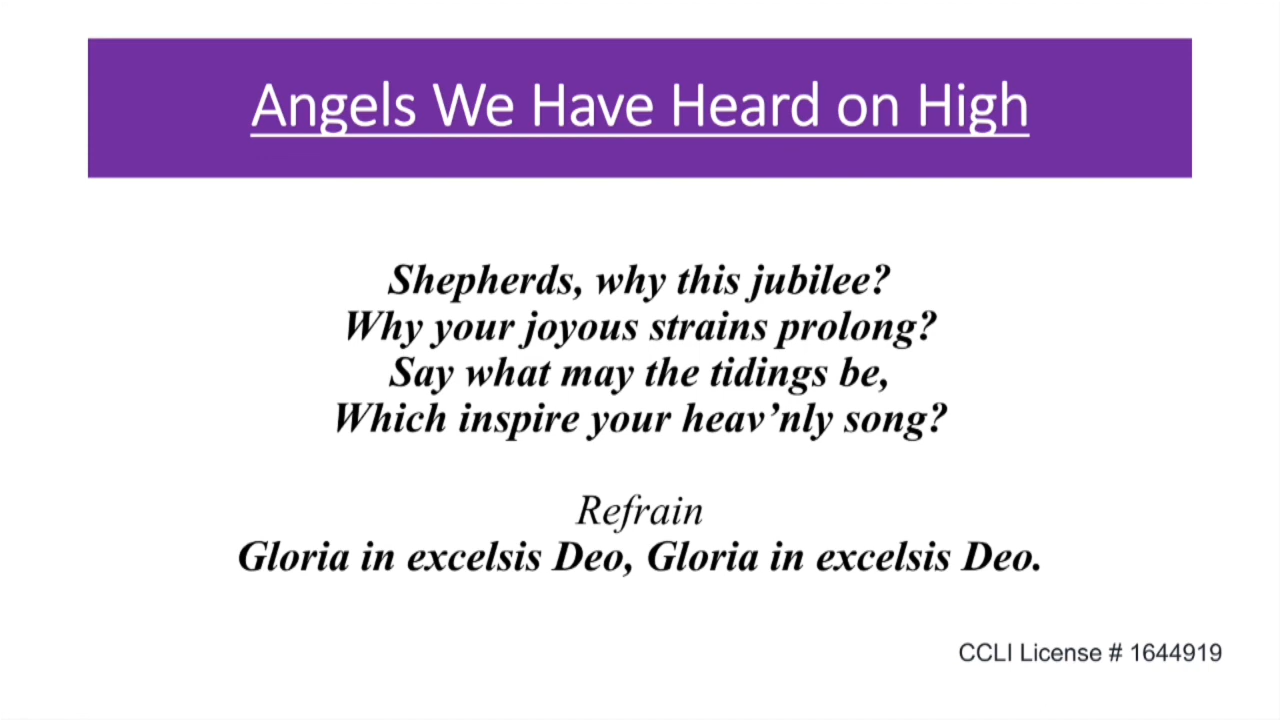 Angels We Have Heard on High
Shepherds, why this jubilee?
Why your joyous strains prolong?
Say what may the tidings be,
Which inspire your heav’nly song?
Refrain
Gloria in excelsis Deo, Gloria in excelsis Deo.
CCLI License # 1644919